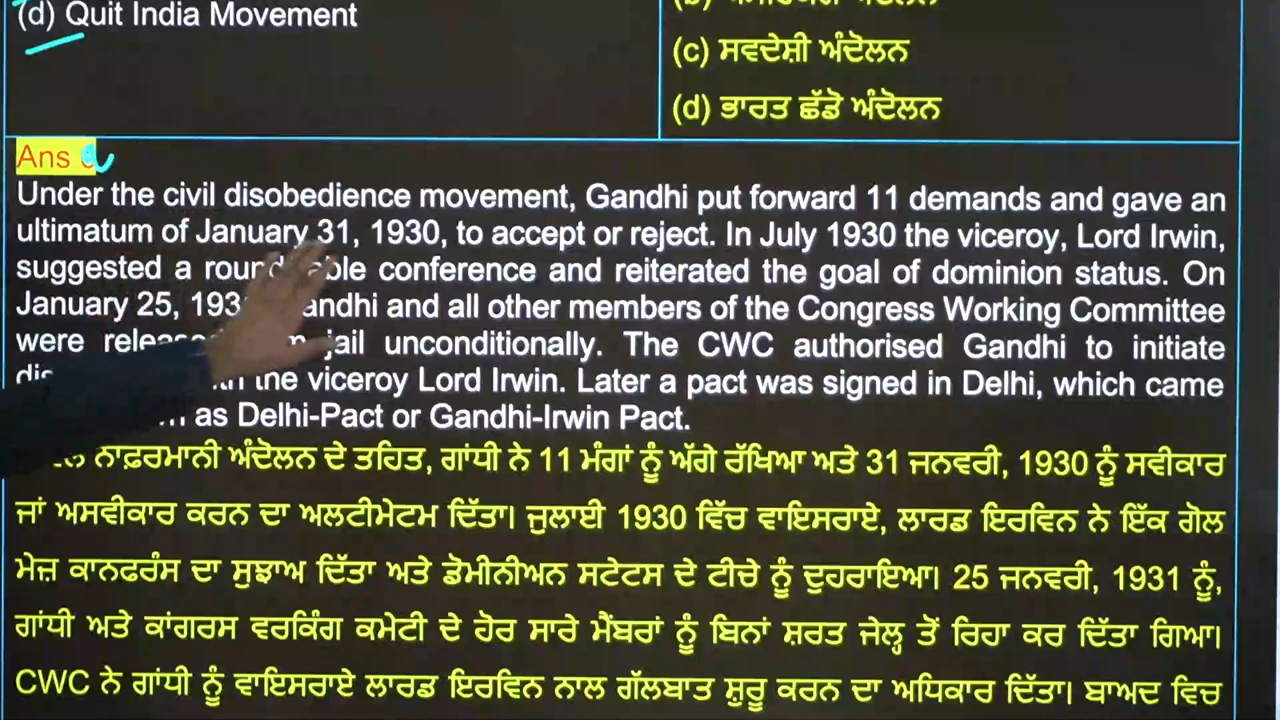 (d) Quit India Movement
(c) ਸਵਦੇਸ਼ੀ ਅੰਦੋਲਨ
(d) ਭਾਰਤ ਛੱਡੋ ਅੰਦੋਲਨ
Ans
Under the civil disobedience movement, Gandhi put forward 11 demands and gave an
ultimatum of January 31, 1930, to accept or reject. In July 1930 the viceroy, Lord Irwin,
suggested a conference and reiterated the goal of dominion status. On
January 25, and all other members of the Congress Working Committee
were jail unconditionally. The CWC authorised Gandhi to initiate
the viceroy Lord Irwin. Later a pact was signed in Delhi, which came
as Delhi-Pact or Gandhi-Irwin Pact.
ਨਾਫ਼ਰਮਾਨੀ ਅੰਦੋਲਨ ਦੇ ਤਹਿਤ, ਗਾਂਧੀ ਨੇ 11 ਮੰਗਾਂ ਨੂੰ ਅੱਗੇ ਰੱਖਿਆ ਅਤੇ 31 ਜਨਵਰੀ, 1930 ਨੂੰ ਸਵੀਕਾਰ
ਜਾਂ ਅਸਵੀਕਾਰ ਕਰਨ ਦਾ ਅਲਟੀਮੇਟਮ ਦਿੱਤਾ। ਜੁਲਾਈ 1930 ਵਿੱਚ ਵਾਇਸਰਾਏ, ਲਾਰਡ ਇਰਵਿਨ ਨੇ ਇੱਕ ਗੋਲ
ਮੇਜ਼ ਕਾਨਫਰੰਸ ਦਾ ਸੁਝਾਅ ਦਿੱਤਾ ਅਤੇ ਡੋਮੀਨੀਅਨ ਸਟੇਟਸ ਦੇ ਟੀਚੇ ਨੂੰ ਦੁਹਰਾਇਆ। 25 ਜਨਵਰੀ, 1931 ਨੂੰ,
ਗਾਂਧੀ ਅਤੇ ਕਾਂਗਰਸ ਵਰਕਿੰਗ ਕਮੇਟੀ ਦੇ ਹੋਰ ਸਾਰੇ ਮੈਂਬਰਾਂ ਨੂੰ ਬਿਨਾਂ ਸ਼ਰਤ ਜੇਲ੍ਹ ਤੋਂ ਰਿਹਾ ਕਰ ਦਿੱਤਾ ਗਿਆ।
CWC ਨੇ ਗਾਂਧੀ ਨੂੰ ਵਾਇਸਰਾਏ ਲਾਰਡ ਇਰਵਿਨ ਨਾਲ ਗੱਲਬਾਤ ਸ਼ੁਰੂ ਕਰਨ ਦਾ ਅਧਿਕਾਰ ਦਿੱਤਾ। ਬਾਅਦ ਵਿਚ